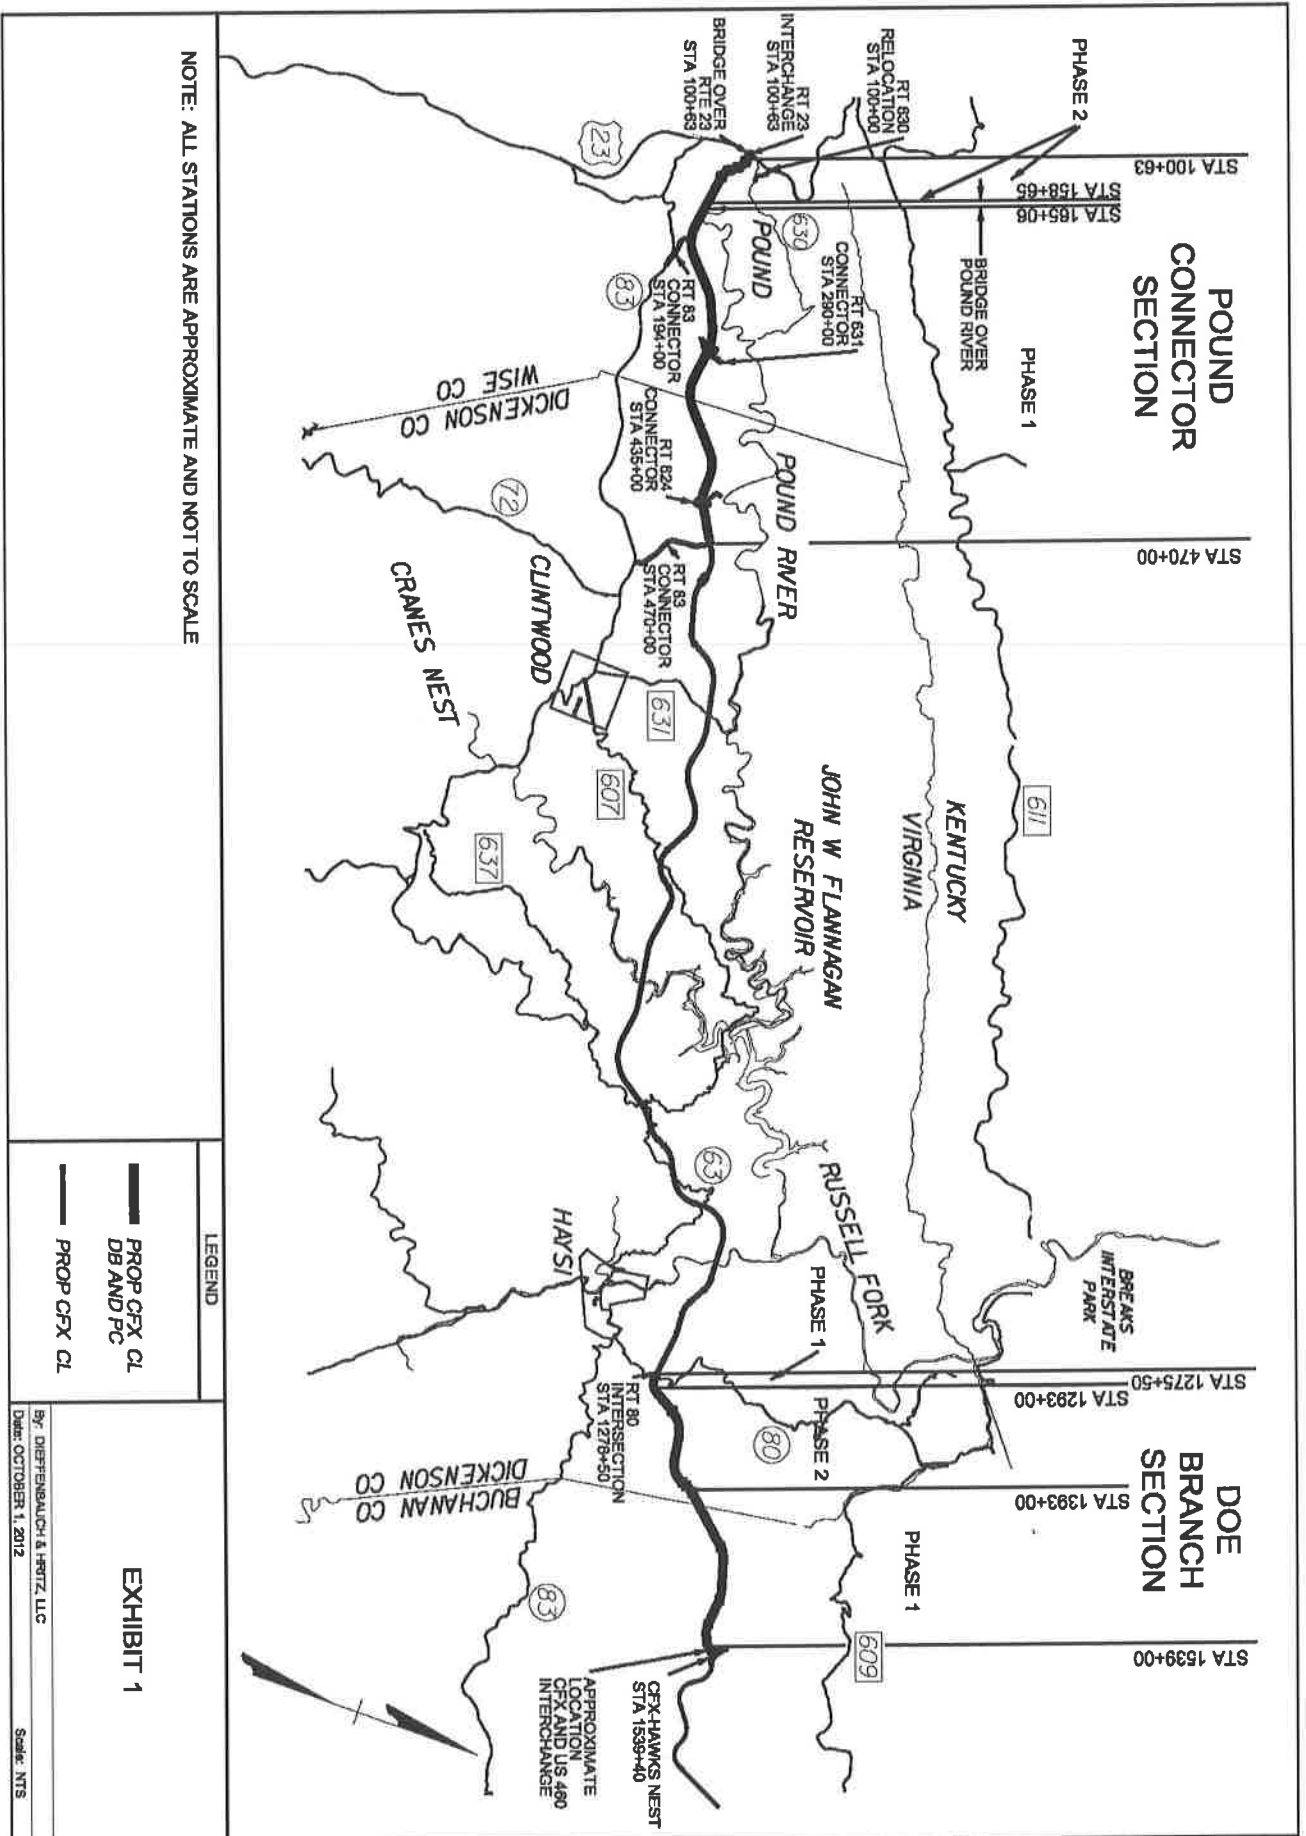 POUND
CONNECTOR
SECTION
DOE
BRANCH
SECTION
STA 100+63
STA 158+65
STA 165+06
STA 470+00
STA 1275+50
STA 1293+00
STA 1393+00
STA 1539+00
PHASE 2
BRIDGE OVER
POUND RIVER
PHASE 1
RT 630
RELOCATION
STA 100+00
RT 23
INTERCHANGE
STA 100+63
BRIDGE OVER
RTE 23
STA 100+63
23
630
POUND
RT 631
CONNECTOR
STA 290+00
83
RT 83
CONNECTOR
STA 194+00
WISE CO
DICKENSON CO
RT 624
CONNECTOR
STA 435+00
POUND RIVER
72
RT 83
CONNECTOR
STA 470+00
CLINTWOOD
CRANES NEST
631
607
637
JOHN W FLANNAGAN
RESERVOIR
KENTUCKY
VIRGINIA
611
63
RUSSELL FORK
HAYSI
BREAKS
INTERSTATE
PARK
PHASE 1
PHASE 2
80
RT 80
INTERSECTION
STA 1278+50
DICKENSON CO
BUCHANAN CO
PHASE 1
83
609
CFX-HAWKS NEST
STA 1539+40
APPROXIMATE
LOCATION
CFX AND US 460
INTERCHANGE
NOTE: ALL STATIONS ARE APPROXIMATE AND NOT TO SCALE
LEGEND
PROP CFX CL
DB AND PC
PROP CFX CL
EXHIBIT 1
By: DIEFFENBAUCH & HRITZ, LLC
Date: OCTOBER 1, 2012
Scale: NTS